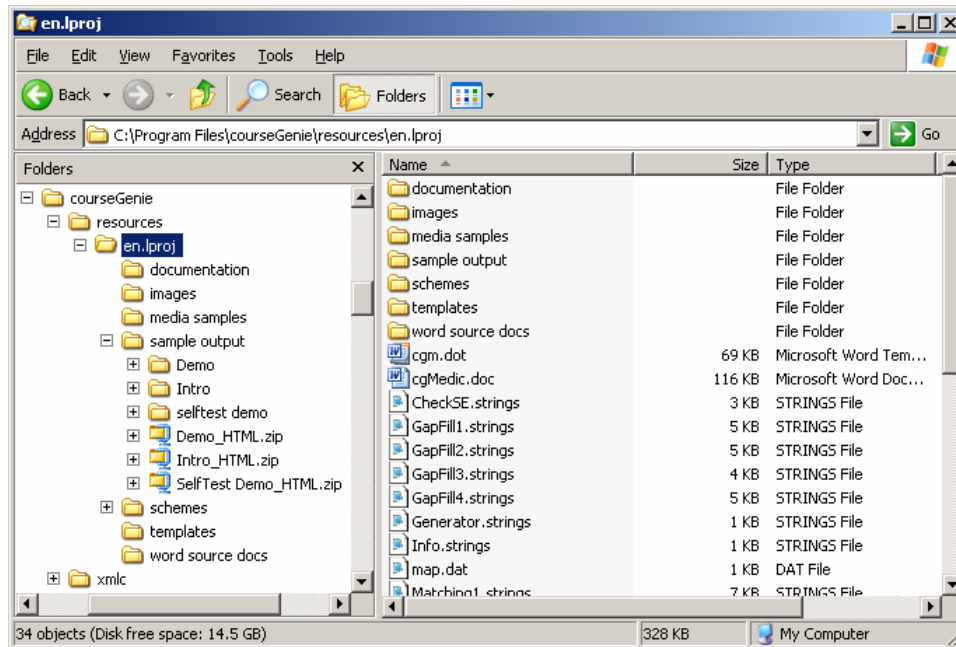 en.lproj
File Edit View Favorites Tools Help
Back Search Folders
Address C:\Program Files\courseGenie\resources\en.lproj Go
Folders
courseGenie
resources
en.lproj
documentation
images
media samples
sample output
Demo
Intro
selftest demo
Demo_HTML.zip
Intro_HTML.zip
SelfTest Demo_HTML.zip
schemes
templates
word source docs
xmlc
Name Size Type
documentation File Folder
images File Folder
media samples File Folder
sample output File Folder
schemes File Folder
templates File Folder
word source docs File Folder
cgm.dot 69 KB Microsoft Word Tem...
cgMedic.doc 116 KB Microsoft Word Doc...
CheckSE.strings 3 KB STRINGS File
GapFill1.strings 5 KB STRINGS File
GapFill2.strings 5 KB STRINGS File
GapFill3.strings 4 KB STRINGS File
GapFill4.strings 5 KB STRINGS File
Generator.strings 1 KB STRINGS File
Info.strings 1 KB STRINGS File
map.dat 1 KB DAT File
Matching1.strings 7 KB STRINGS File
34 objects (Disk free space: 14.5 GB) 328 KB My Computer